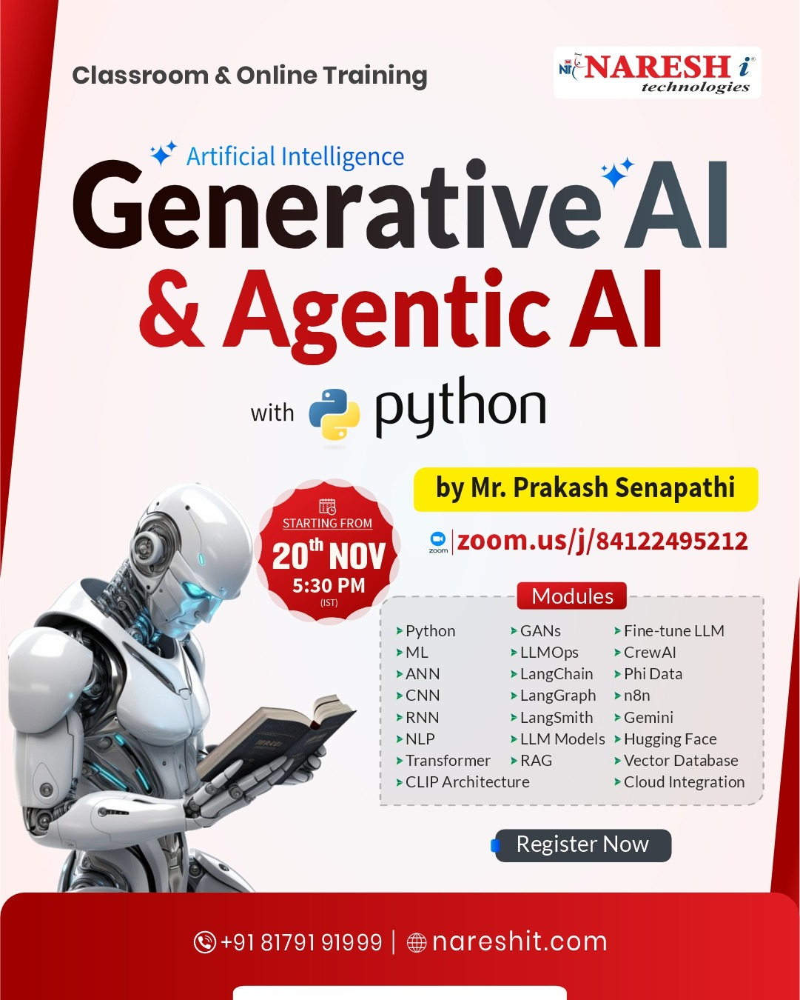 Classroom & Online Training
NT
NARESH i®
technologies
Artificial Intelligence
Generative AI
& Agentic AI
with python
by Mr. Prakash Senapathi
STARTING FROM
20th NOV
5:30 PM
(IST)
zoom
zoom.us/j/84122495212
Modules
Python
ML
ANN
CNN
RNN
NLP
Transformer
CLIP Architecture
GANs
LLMOps
LangChain
LangGraph
LangSmith
LLM Models
RAG
Fine-tune LLM
CrewAI
Phi Data
n8n
Gemini
Hugging Face
Vector Database
Cloud Integration
Register Now
+91 81791 91999 | nareshit.com